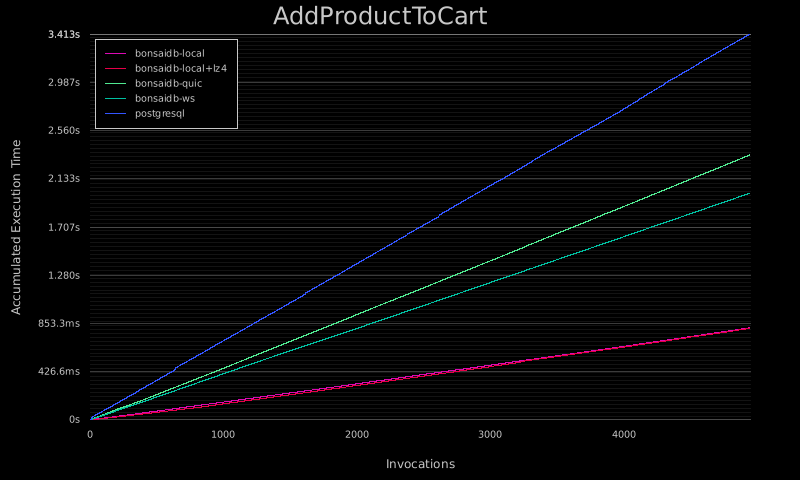 AddProductToCart
3.413s
2.987s
2.560s
2.133s
1.707s
1.280s
853.3ms
426.6ms
0s
bonsaidb-local
bonsaidb-local+lz4
bonsaidb-quic
bonsaidb-ws
postgresql
Accumulated Execution Time
0 1000 2000 3000 4000
Invocations